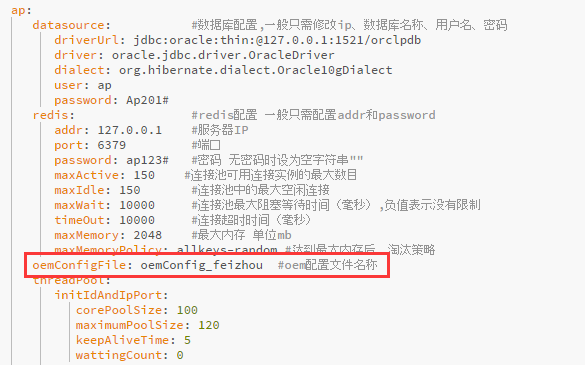 ap:
datasource: #数据库配置,一般只需修改ip、数据库名称、用户名、密码
driverUrl: jdbc:oracle:thin:@127.0.0.1:1521/orclpdb
driver: oracle.jdbc.driver.OracleDriver
dialect: org.hibernate.dialect.Oracle10gDialect
user: ap
password: Ap201#
redis: #redis配置 一般只需配置addr和password
addr: 127.0.0.1 #服务器IP
port: 6379 #端口
password: ap123# #密码 无密码时设为空字符串""
maxActive: 150 #连接池可用连接实例的最大数目
maxIdle: 150 #连接池中的最大空闲连接
maxWait: 10000 #连接池最大阻塞等待时间（毫秒）,负值表示没有限制
timeOut: 10000 #连接超时时间（毫秒）
maxMemory: 2048 #最大内存 单位mb
maxMemoryPolicy: allkeys-random #达到最大内存后，淘汰策略
oemConfigFile: oemConfig_feizhou #oem配置文件名称
threadPool:
initIdAndIpPort:
corePoolSize: 100
maximumPoolSize: 120
keepAliveTime: 5
wattingCount: 0